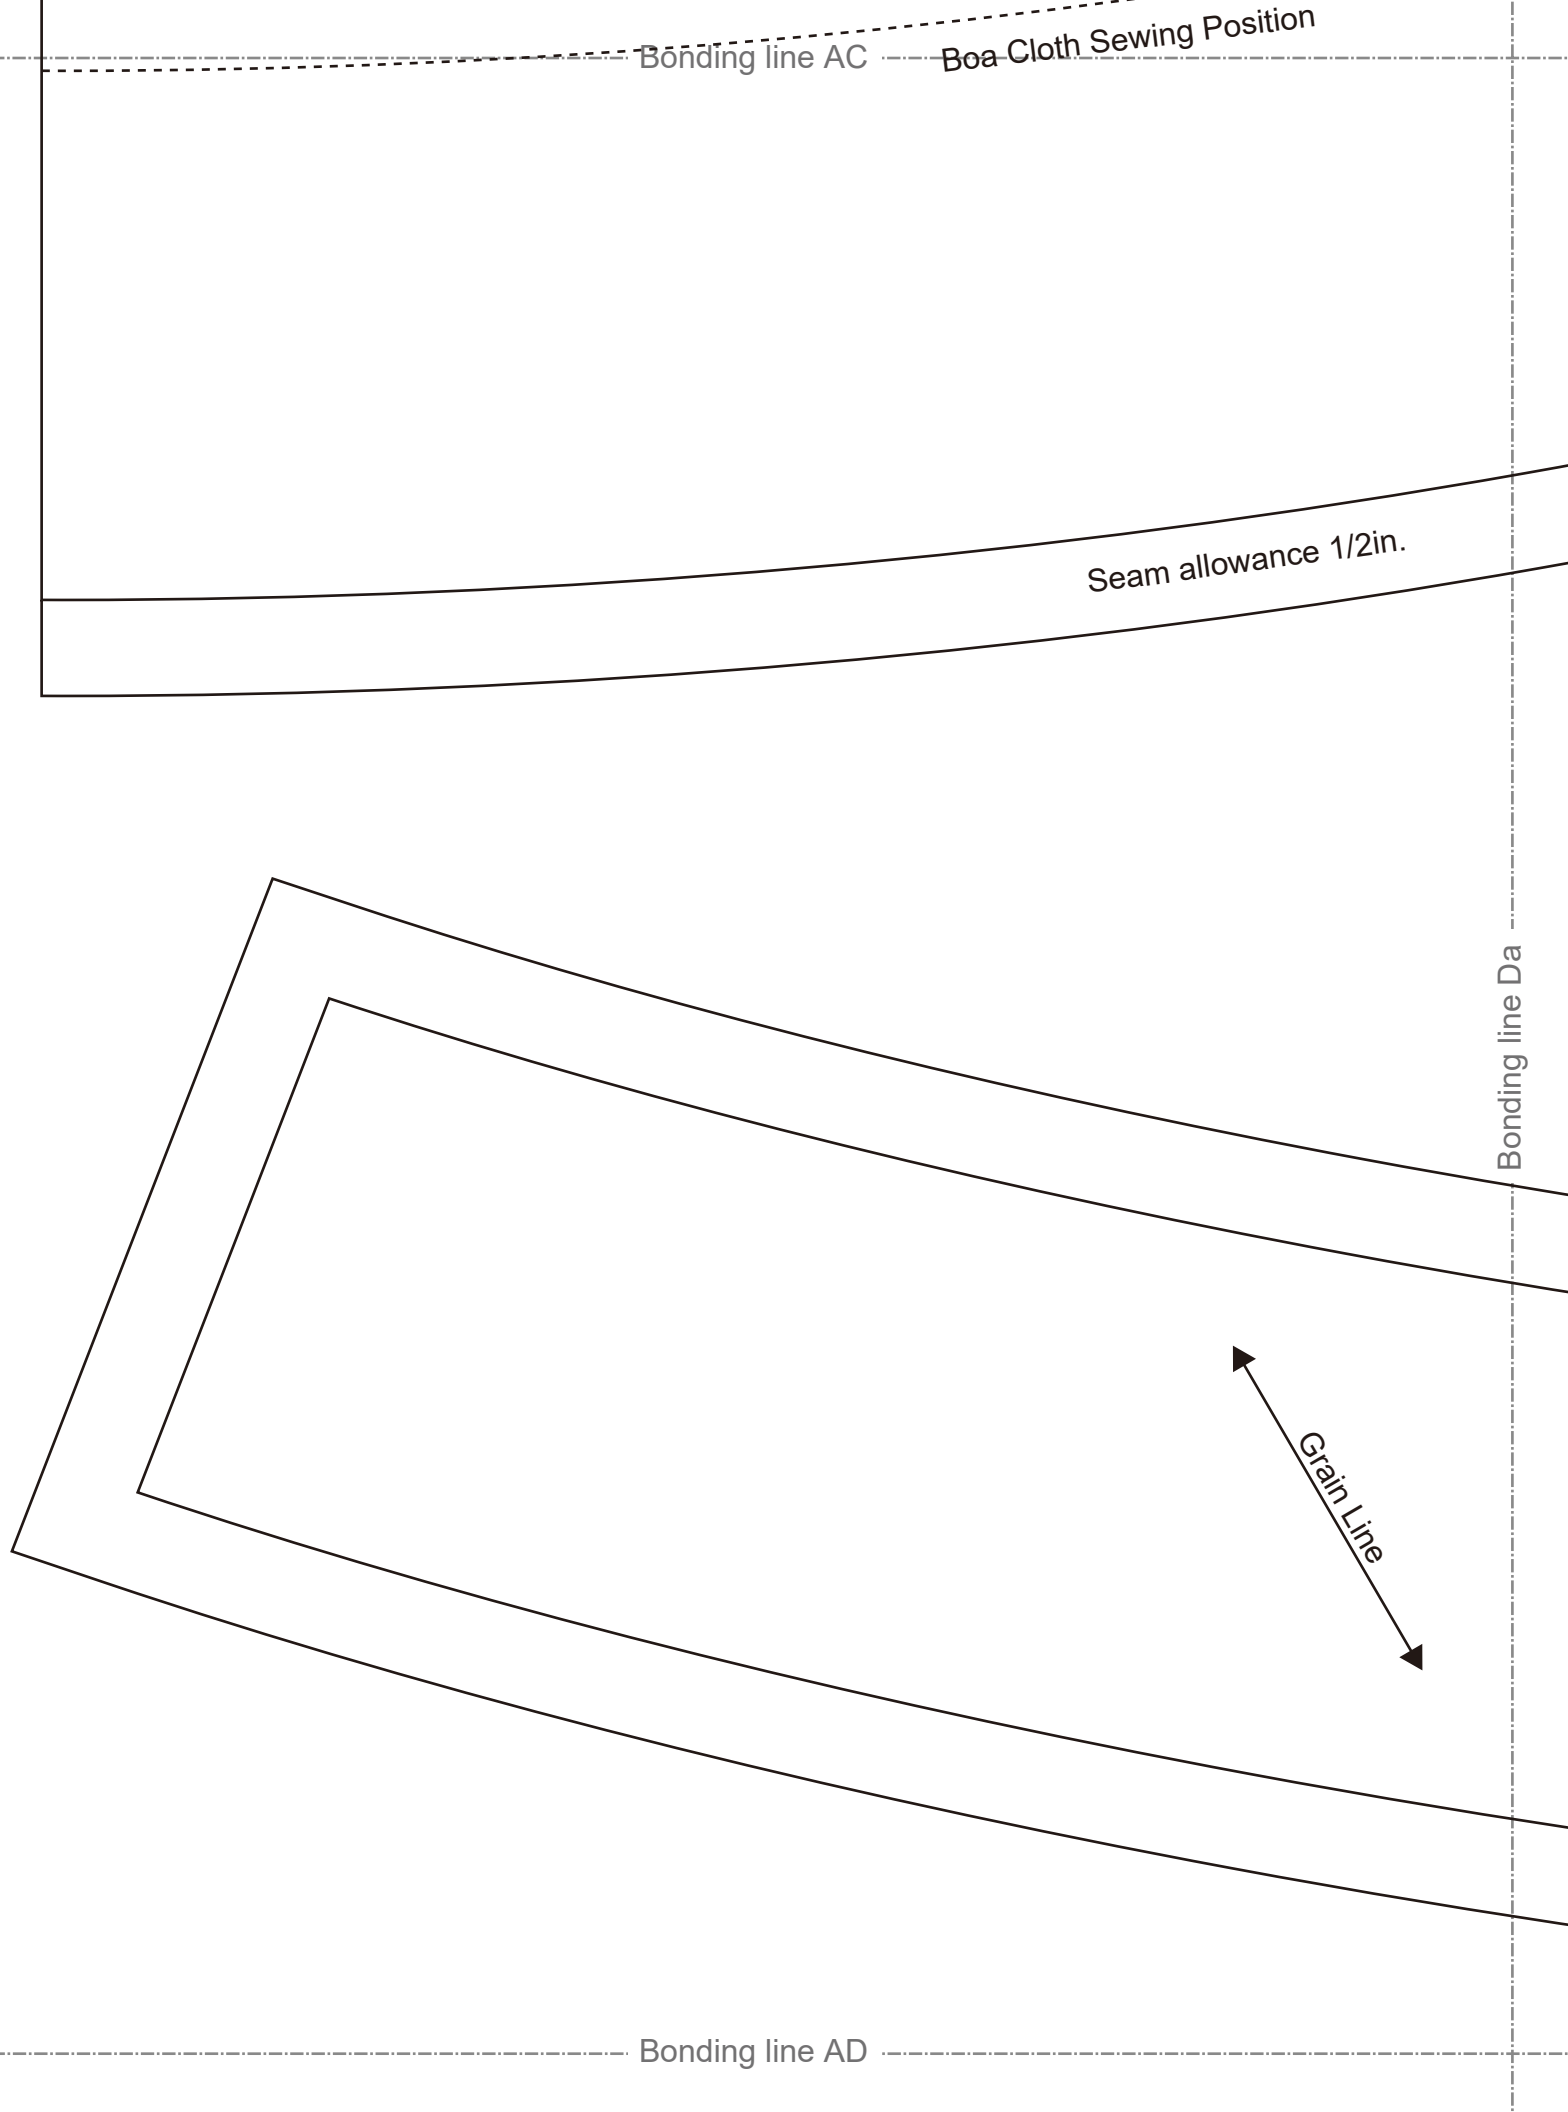 Boa Cloth Sewing Position
Bonding line AC
Seam allowance 1/2in.
Bonding line Da
Grain Line
Bonding line AD